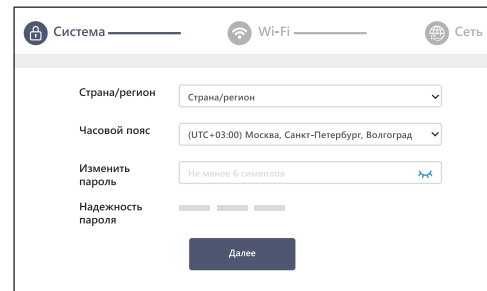 Система
Wi-Fi
Сеть
Страна/регион
Страна/регион
Часовой пояс
(UTC+03:00) Москва, Санкт-Петербург, Волгоград
Изменить
пароль
Не менее 6 символов
Надежность
пароля
Далее